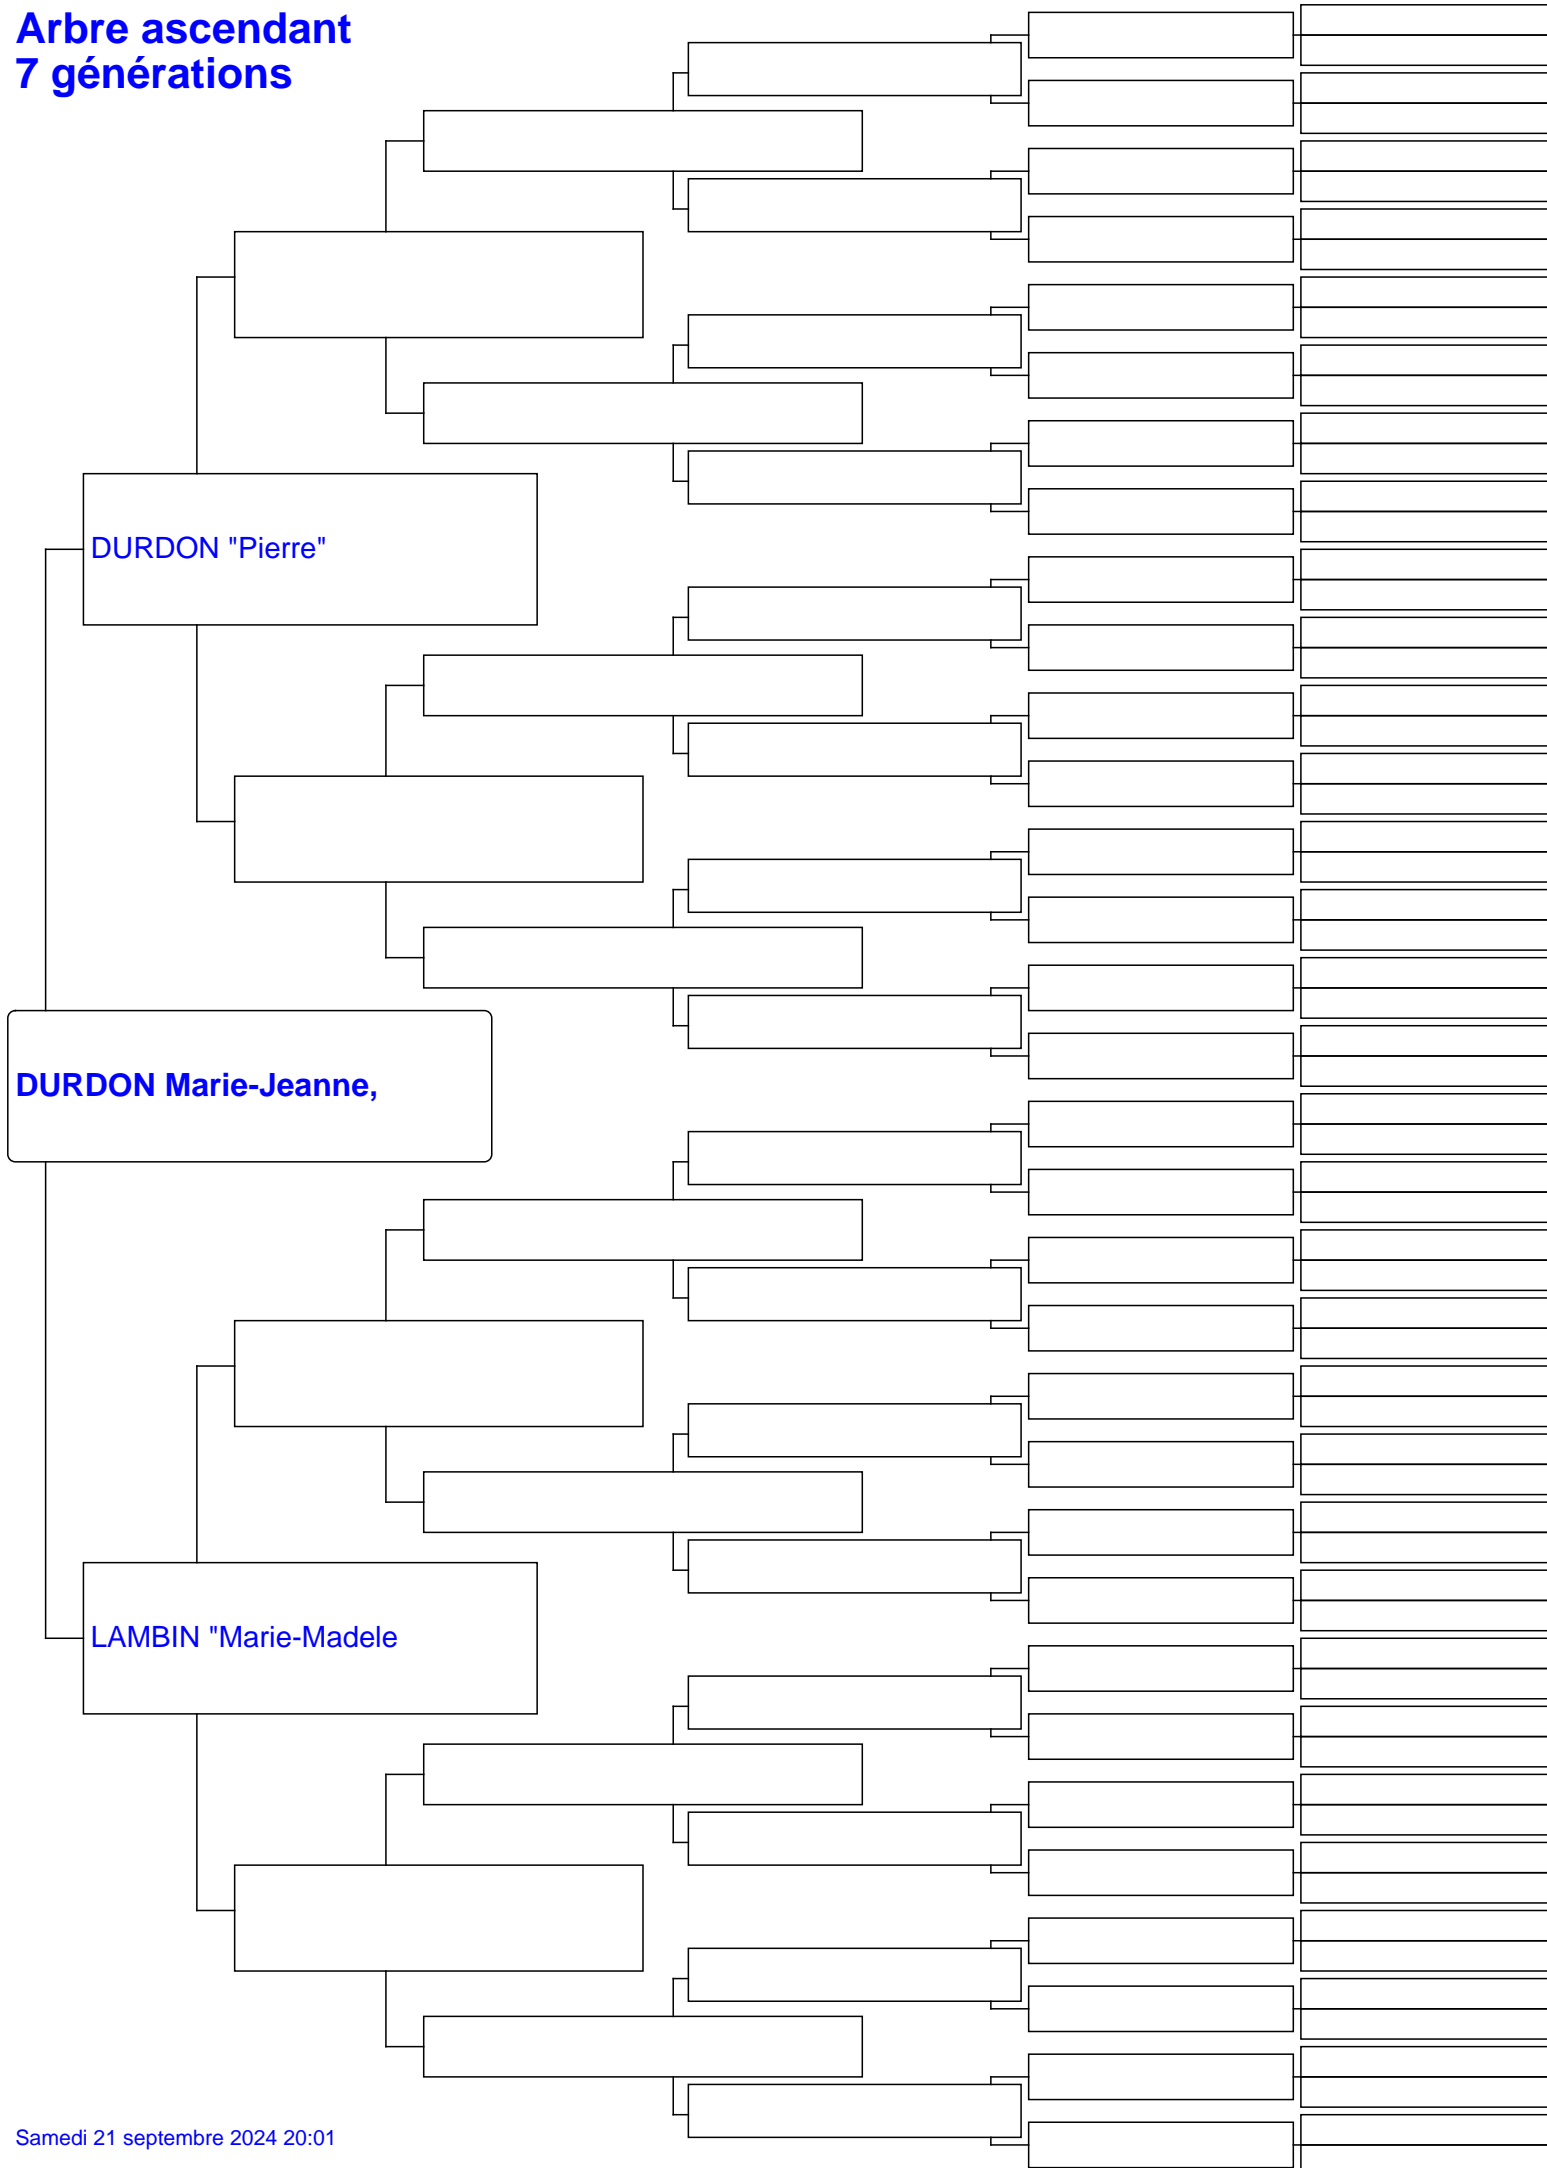 Arbre ascendant
7 générations
DURDON "Pierre"
DURDON Marie-Jeanne,
LAMBIN "Marie-Madele
Samedi 21 septembre 2024 20:01